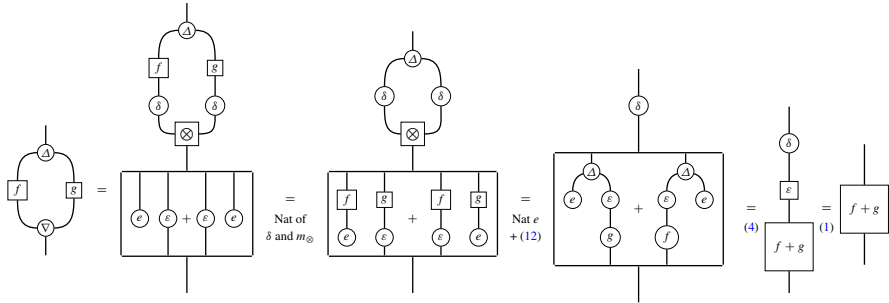 Δ
f g
∇
=
Δ
f g
δ δ
⊗
e ε + ε e
=
Nat of
δ and m⊗
Δ
δ δ
⊗
f g f g
+
e ε ε e
=
Nat e
+ (12)
δ
Δ Δ
e ε ε e
+
g f
=
(4)
δ
ε
f + g
=
(1)
f + g